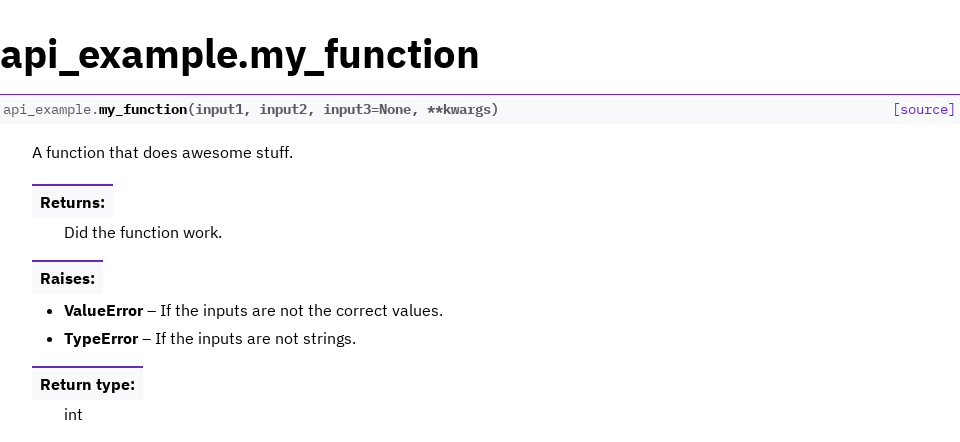 api_example.my_function
api_example.my_function(input1, input2, input3=None, **kwargs) [source]
A function that does awesome stuff.
Returns:
Did the function work.
Raises:
• ValueError – If the inputs are not the correct values.
• TypeError – If the inputs are not strings.
Return type:
int